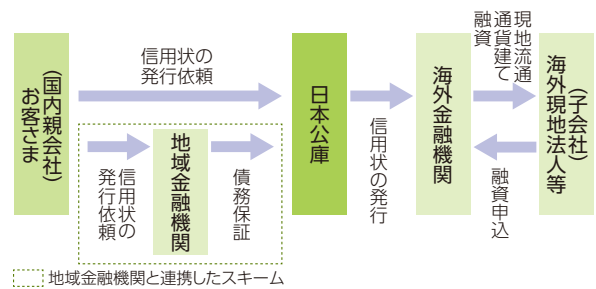 お客さま
（国内親会社）
信用状の
発行依頼
信用状の
発行依頼
地域金融機関
債務保証
日本公庫
信用状の発行
海外金融機関
現地流通
通貨建て
融資
融資申込
海外現地法人等
（子会社）
地域金融機関と連携したスキーム